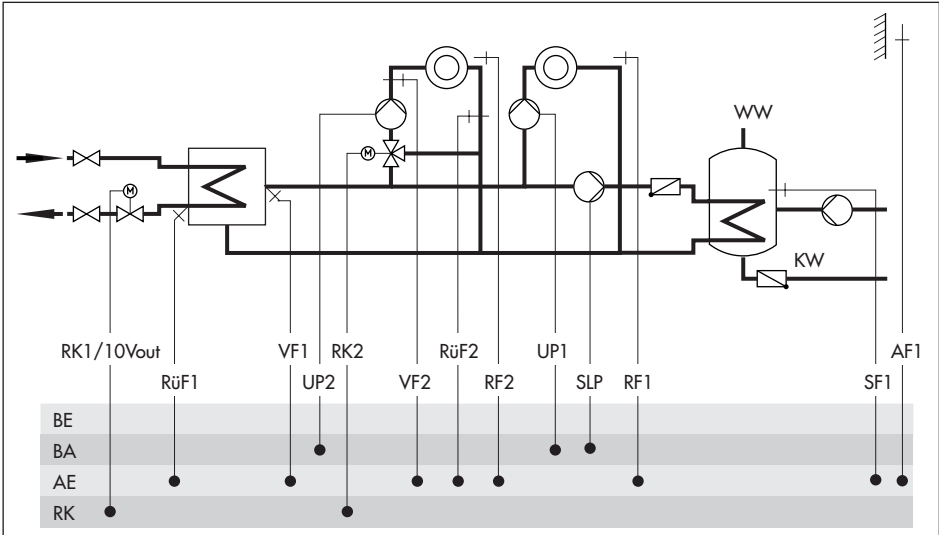 WW
M
M
KW
RK1/10Vout VF1 RK2 RüF2 UP1 AF1
RüF1 UP2 VF2 RF2 SLP RF1 SF1
BE
BA
AE
RK